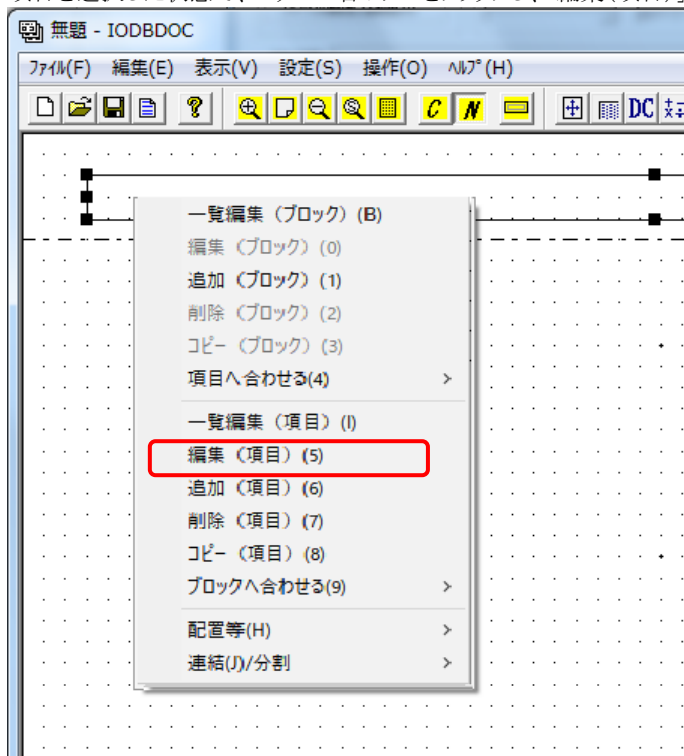 無題 - IODBDOC
ﾌｧｲﾙ(F) 編集(E) 表示(V) 設定(S) 操作(O) ﾍﾙﾌﾟ(H)
C N DC
一覧編集（ブロック）(B)
編集（ブロック）(0)
追加（ブロック）(1)
削除（ブロック）(2)
コピー（ブロック）(3)
項目へ合わせる(4)
一覧編集（項目）(I)
編集（項目）(5)
追加（項目）(6)
削除（項目）(7)
コピー（項目）(8)
ブロックへ合わせる(9)
配置等(H)
連結(J)/分割